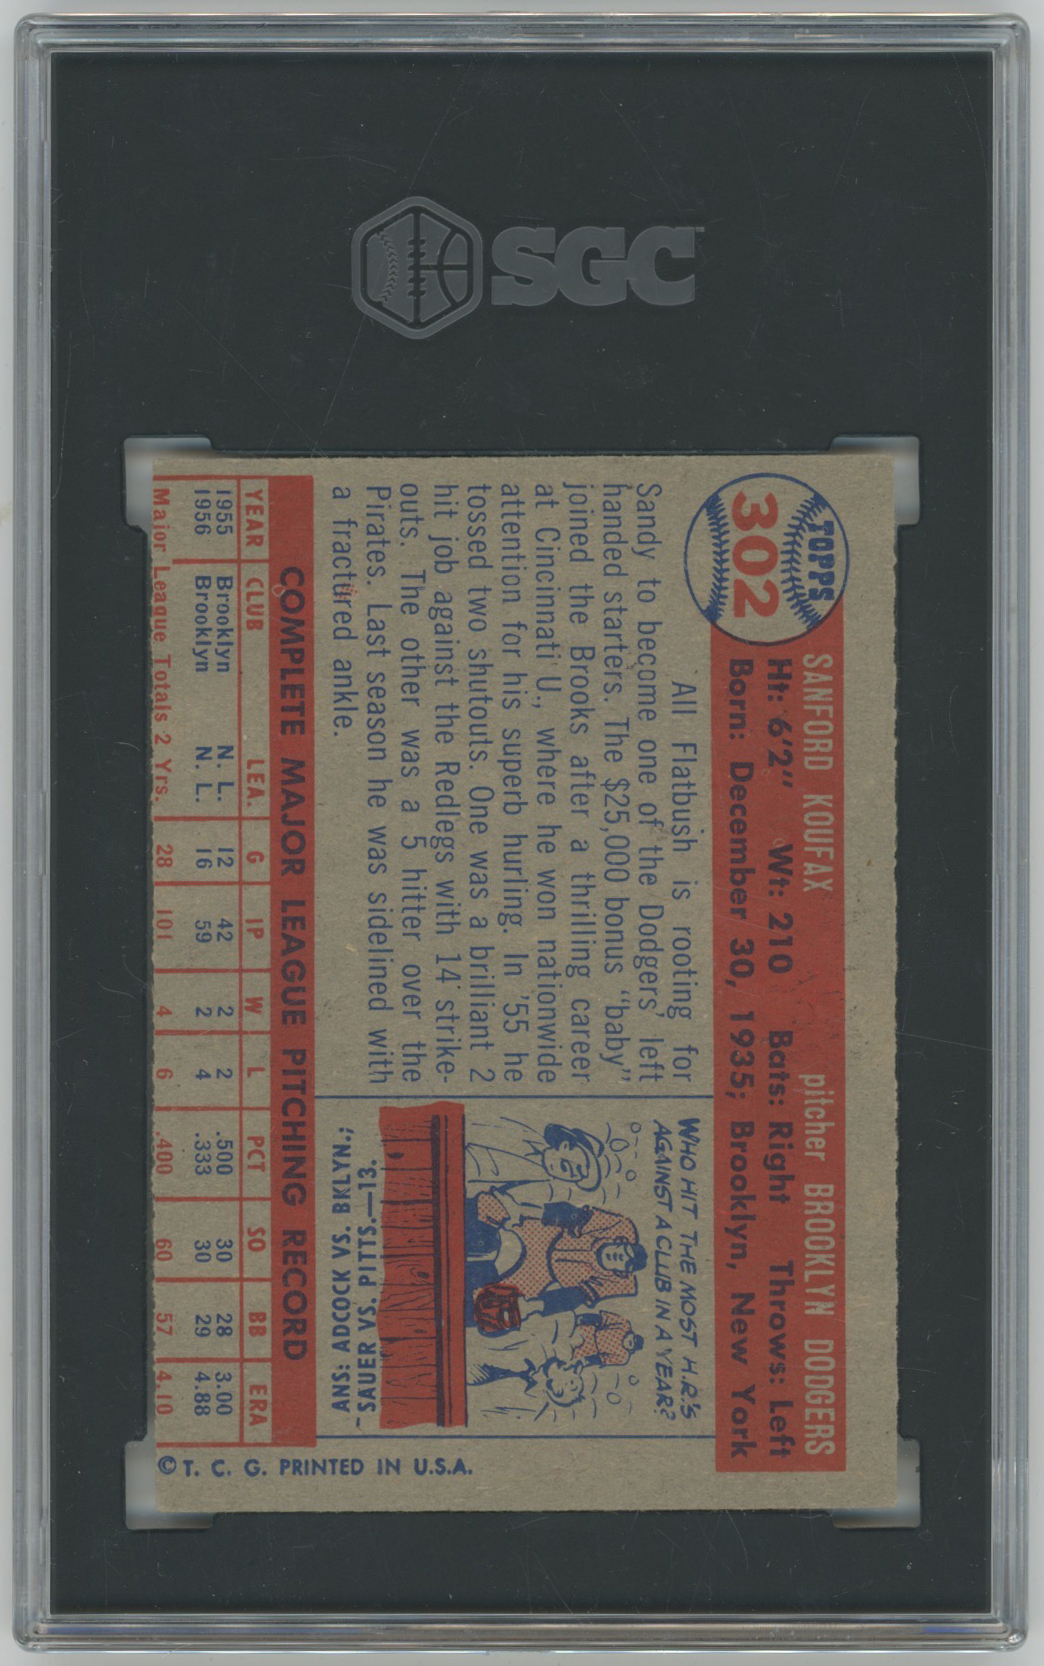 SGC
TOPPS
302
SANFORD KOUFAX pitcher BROOKLYN DODGERS
Ht: 6'2" Wt: 210 Bats: Right Throws: Left
Born: December 30, 1935; Brooklyn, New York
All Flatbush is rooting for
Sandy to become one of the Dodgers' left
handed starters. The $25,000 bonus "baby"
joined the Brooks after a thrilling career
at Cincinnati U., where he won nationwide
attention for his superb hurling. In '55 he
tossed two shutouts. One was a brilliant 2
hit job against the Redlegs with 14 strike-
outs. The other was a 5 hitter over the
Pirates. Last season he was sidelined with
a fractured ankle.
WHO HIT THE MOST H.R.'S
AGAINST A CLUB IN A YEAR?
ANS: ADCOCK VS. BKLYN.;
-SAUER VS. PITTS.—13.
COMPLETE MAJOR LEAGUE PITCHING RECORD
YEAR CLUB LEA. G IP W L PCT SO BB ERA
1955 Brooklyn N. L. 12 42 2 2 .500 30 28 3.00
1956 Brooklyn N. L. 16 59 2 4 .333 30 29 4.88
Major League Totals 2 Yrs. 28 101 4 6 .400 60 57 4.10
© T. C. G. PRINTED IN U.S.A.